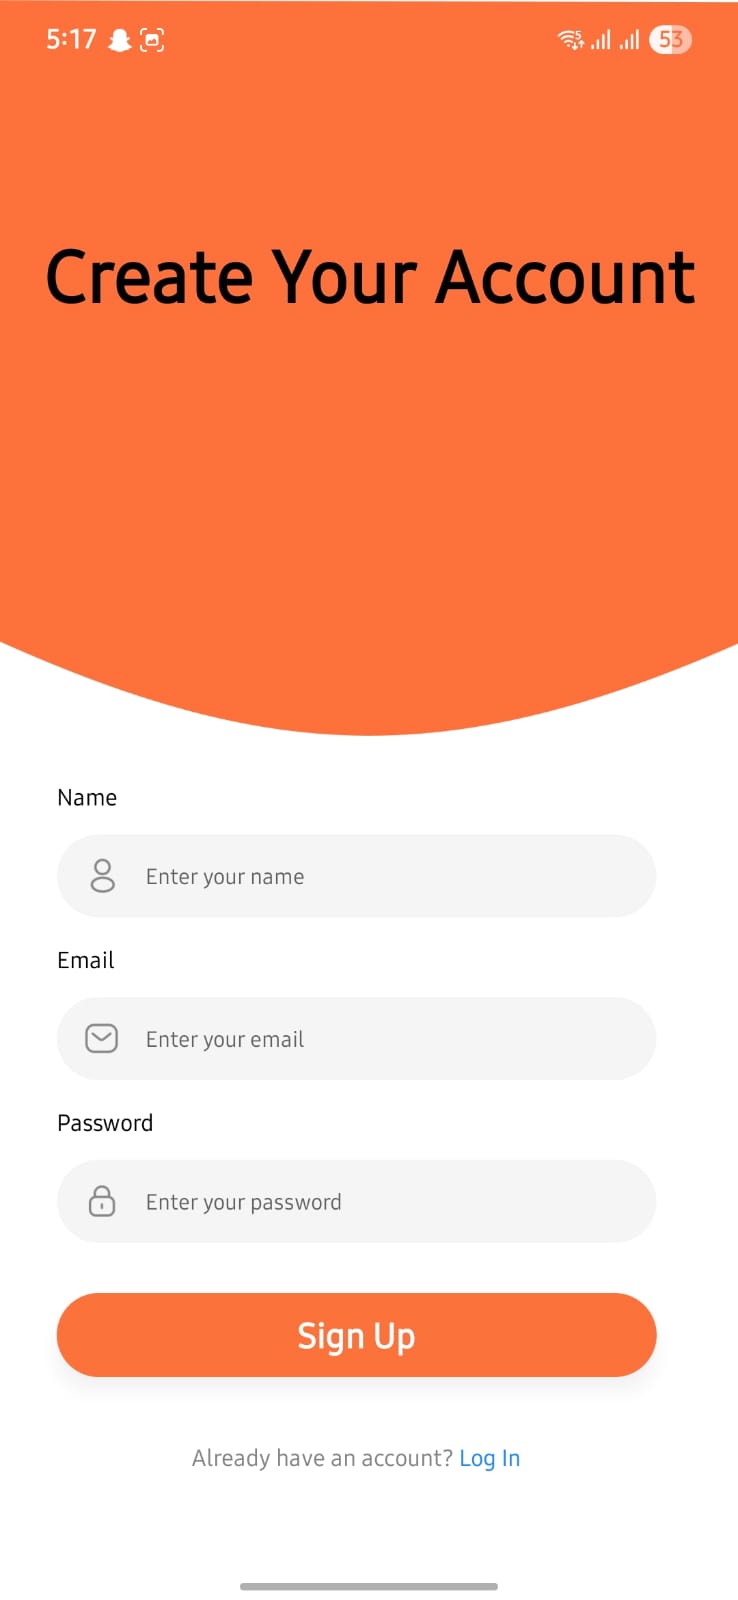 5:17
53
Create Your Account
Name
Enter your name
Email
Enter your email
Password
Enter your password
Sign Up
Already have an account? Log In